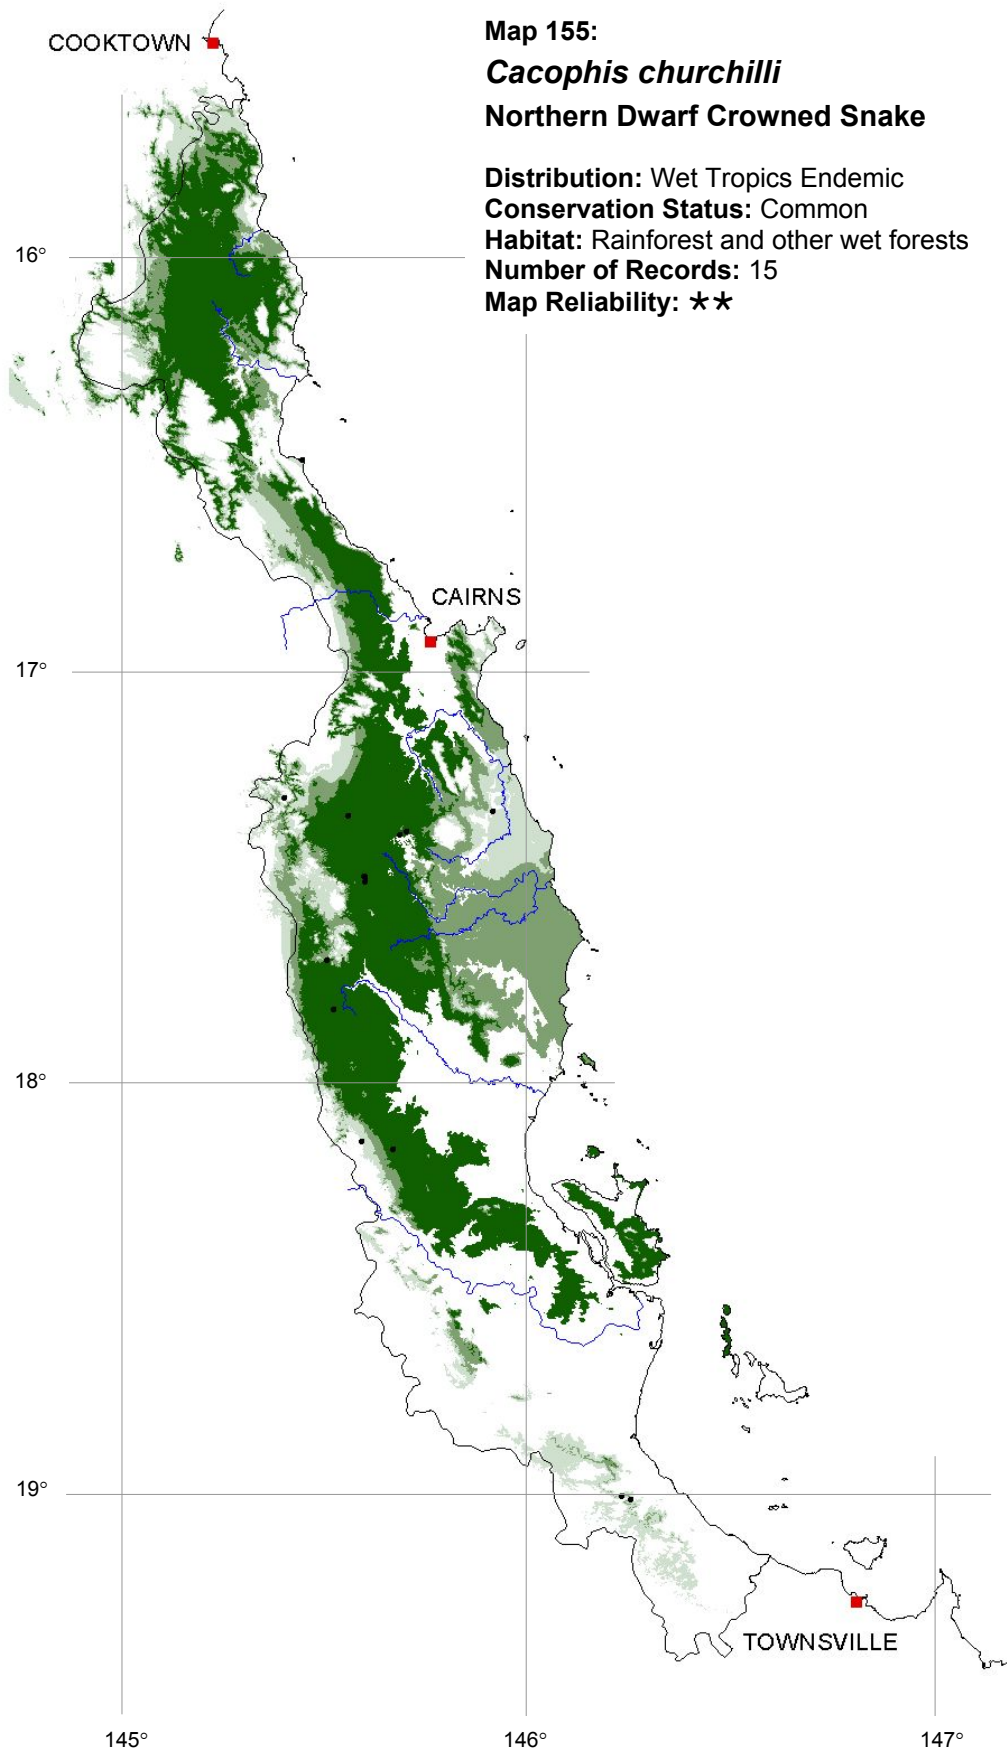 Map 155:
Cacophis churchilli
Northern Dwarf Crowned Snake
Distribution: Wet Tropics Endemic
Conservation Status: Common
Habitat: Rainforest and other wet forests
Number of Records: 15
Map Reliability: **
COOKTOWN
16°
CAIRNS
17°
18°
19°
TOWNSVILLE
145°
146°
147°